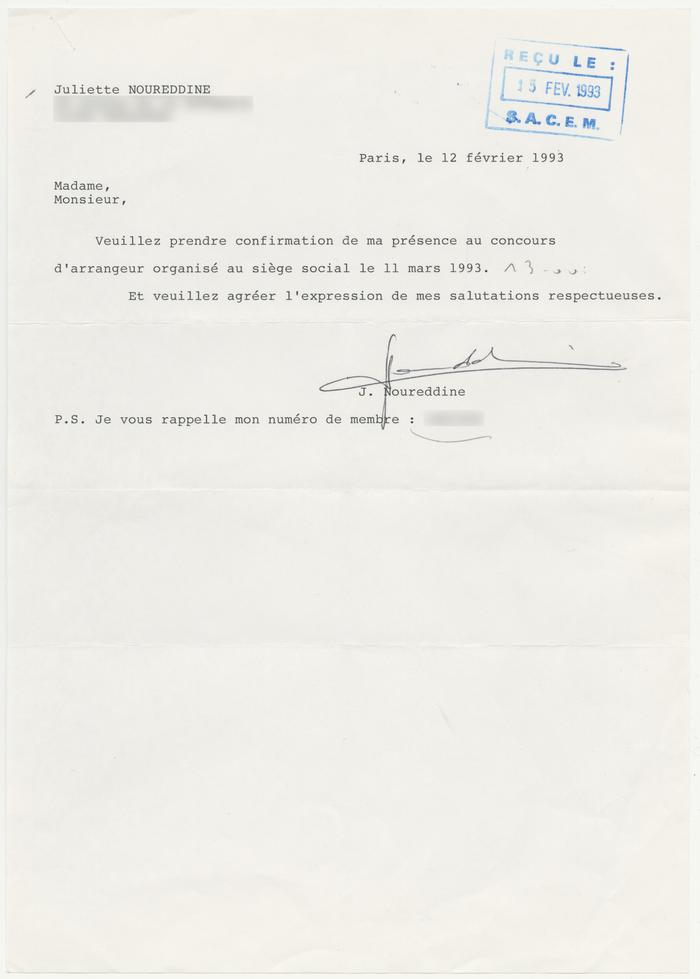 REÇU LE :
15 FEV. 1993
S.A.C.E.M.
Juliette NOUREDDINE
Paris, le 12 février 1993
Madame,
Monsieur,
Veuillez prendre confirmation de ma présence au concours
d'arrangeur organisé au siège social le 11 mars 1993.
Et veuillez agréer l'expression de mes salutations respectueuses.
J. Noureddine
P.S. Je vous rappelle mon numéro de membre :